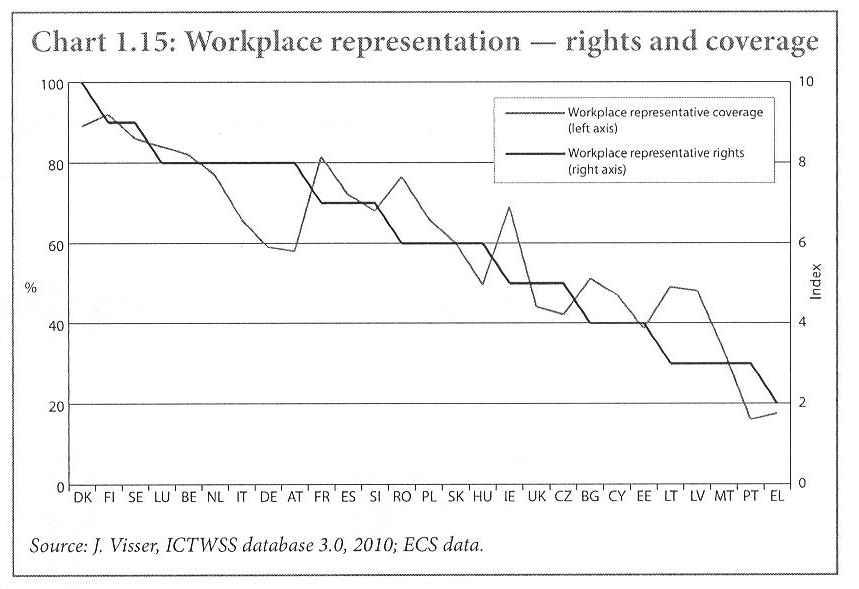 Chart 1.15: Workplace representation — rights and coverage
100
80
60
40
20
0
%
10
8
6
4
2
0
Index
Workplace representative coverage
(left axis)
Workplace representative rights
(right axis)
DK FI SE LU BE NL IT DE AT FR ES SI RO PL SK HU IE UK CZ BG CY EE LT LV MT PT EL
Source: J. Visser, ICTWSS database 3.0, 2010; ECS data.